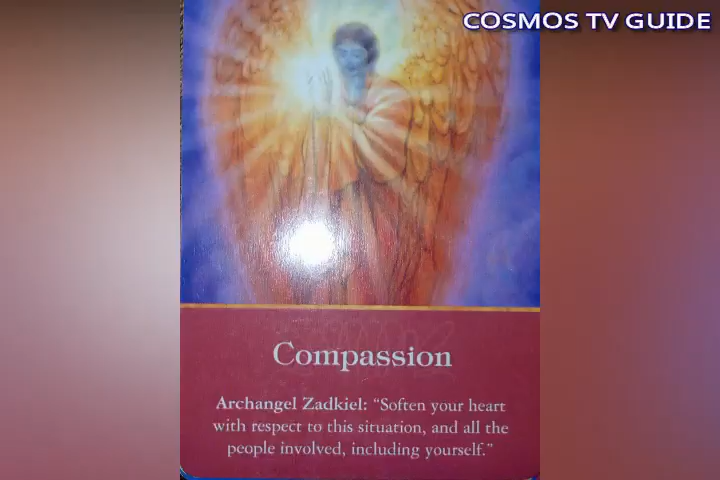 COSMOS TV GUIDE
Compassion
Archangel Zadkiel: “Soften your heart
with respect to this situation, and all the
people involved, including yourself.”